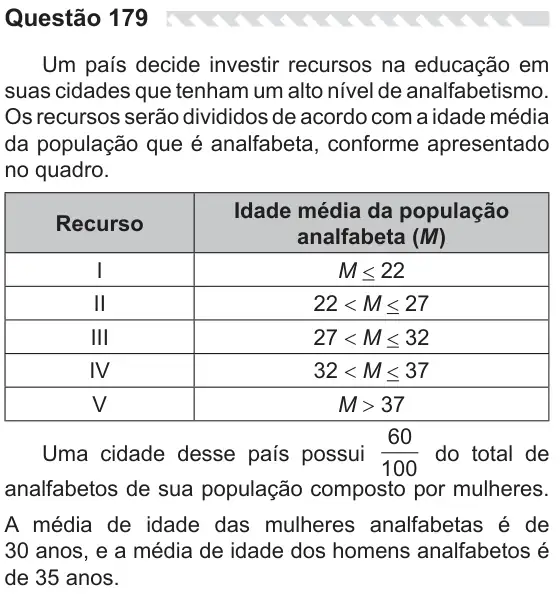 Questão 179
Um país decide investir recursos na educação em
suas cidades que tenham um alto nível de analfabetismo.
Os recursos serão divididos de acordo com a idade média
da população que é analfabeta, conforme apresentado
no quadro.
Recurso
Idade média da população
analfabeta (M)
I
M ≤ 22
II
22 < M ≤ 27
III
27 < M ≤ 32
IV
32 < M ≤ 37
V
M > 37
Uma cidade desse país possui 60/100 do total de
analfabetos de sua população composto por mulheres.
A média de idade das mulheres analfabetas é de
30 anos, e a média de idade dos homens analfabetos é
de 35 anos.